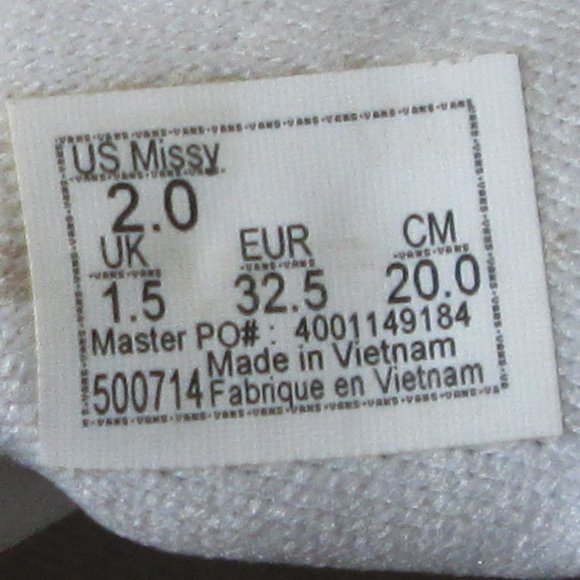 US Missy
2.0
UK EUR CM
1.5 32.5 20.0
Master PO#: 4001149184
Made in Vietnam
500714 Fabrique en Vietnam